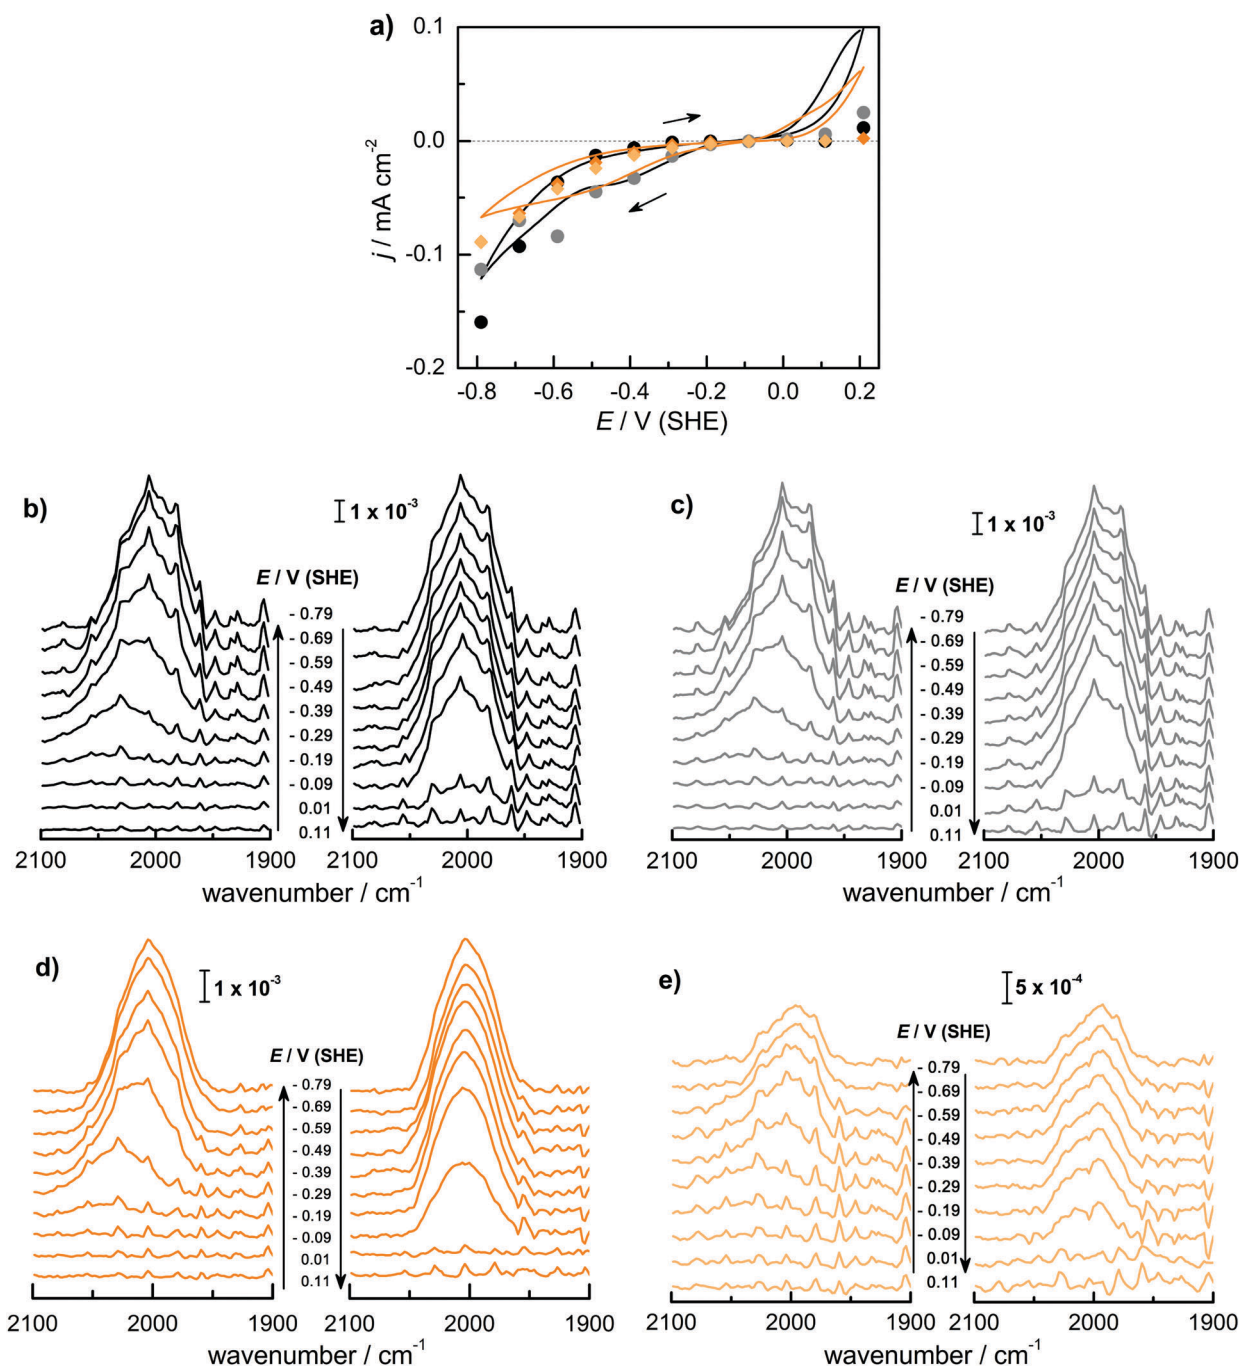 a)
0.1
0.0
-0.1
-0.2
j / mA cm-2
-0.8 -0.6 -0.4 -0.2 0.0 0.2
E / V (SHE)
b)
1 x 10-3
E / V (SHE)
- 0.79
- 0.69
- 0.59
- 0.49
- 0.39
- 0.29
- 0.19
- 0.09
0.01
0.11
2100 2000 1900 2100 2000 1900
wavenumber / cm-1
c)
1 x 10-3
E / V (SHE)
- 0.79
- 0.69
- 0.59
- 0.49
- 0.39
- 0.29
- 0.19
- 0.09
0.01
0.11
2100 2000 1900 2100 2000 1900
wavenumber / cm-1
d)
1 x 10-3
E / V (SHE)
- 0.79
- 0.69
- 0.59
- 0.49
- 0.39
- 0.29
- 0.19
- 0.09
0.01
0.11
2100 2000 1900 2100 2000 1900
wavenumber / cm-1
e)
5 x 10-4
E / V (SHE)
- 0.79
- 0.69
- 0.59
- 0.49
- 0.39
- 0.29
- 0.19
- 0.09
0.01
0.11
2100 2000 1900 2100 2000 1900
wavenumber / cm-1